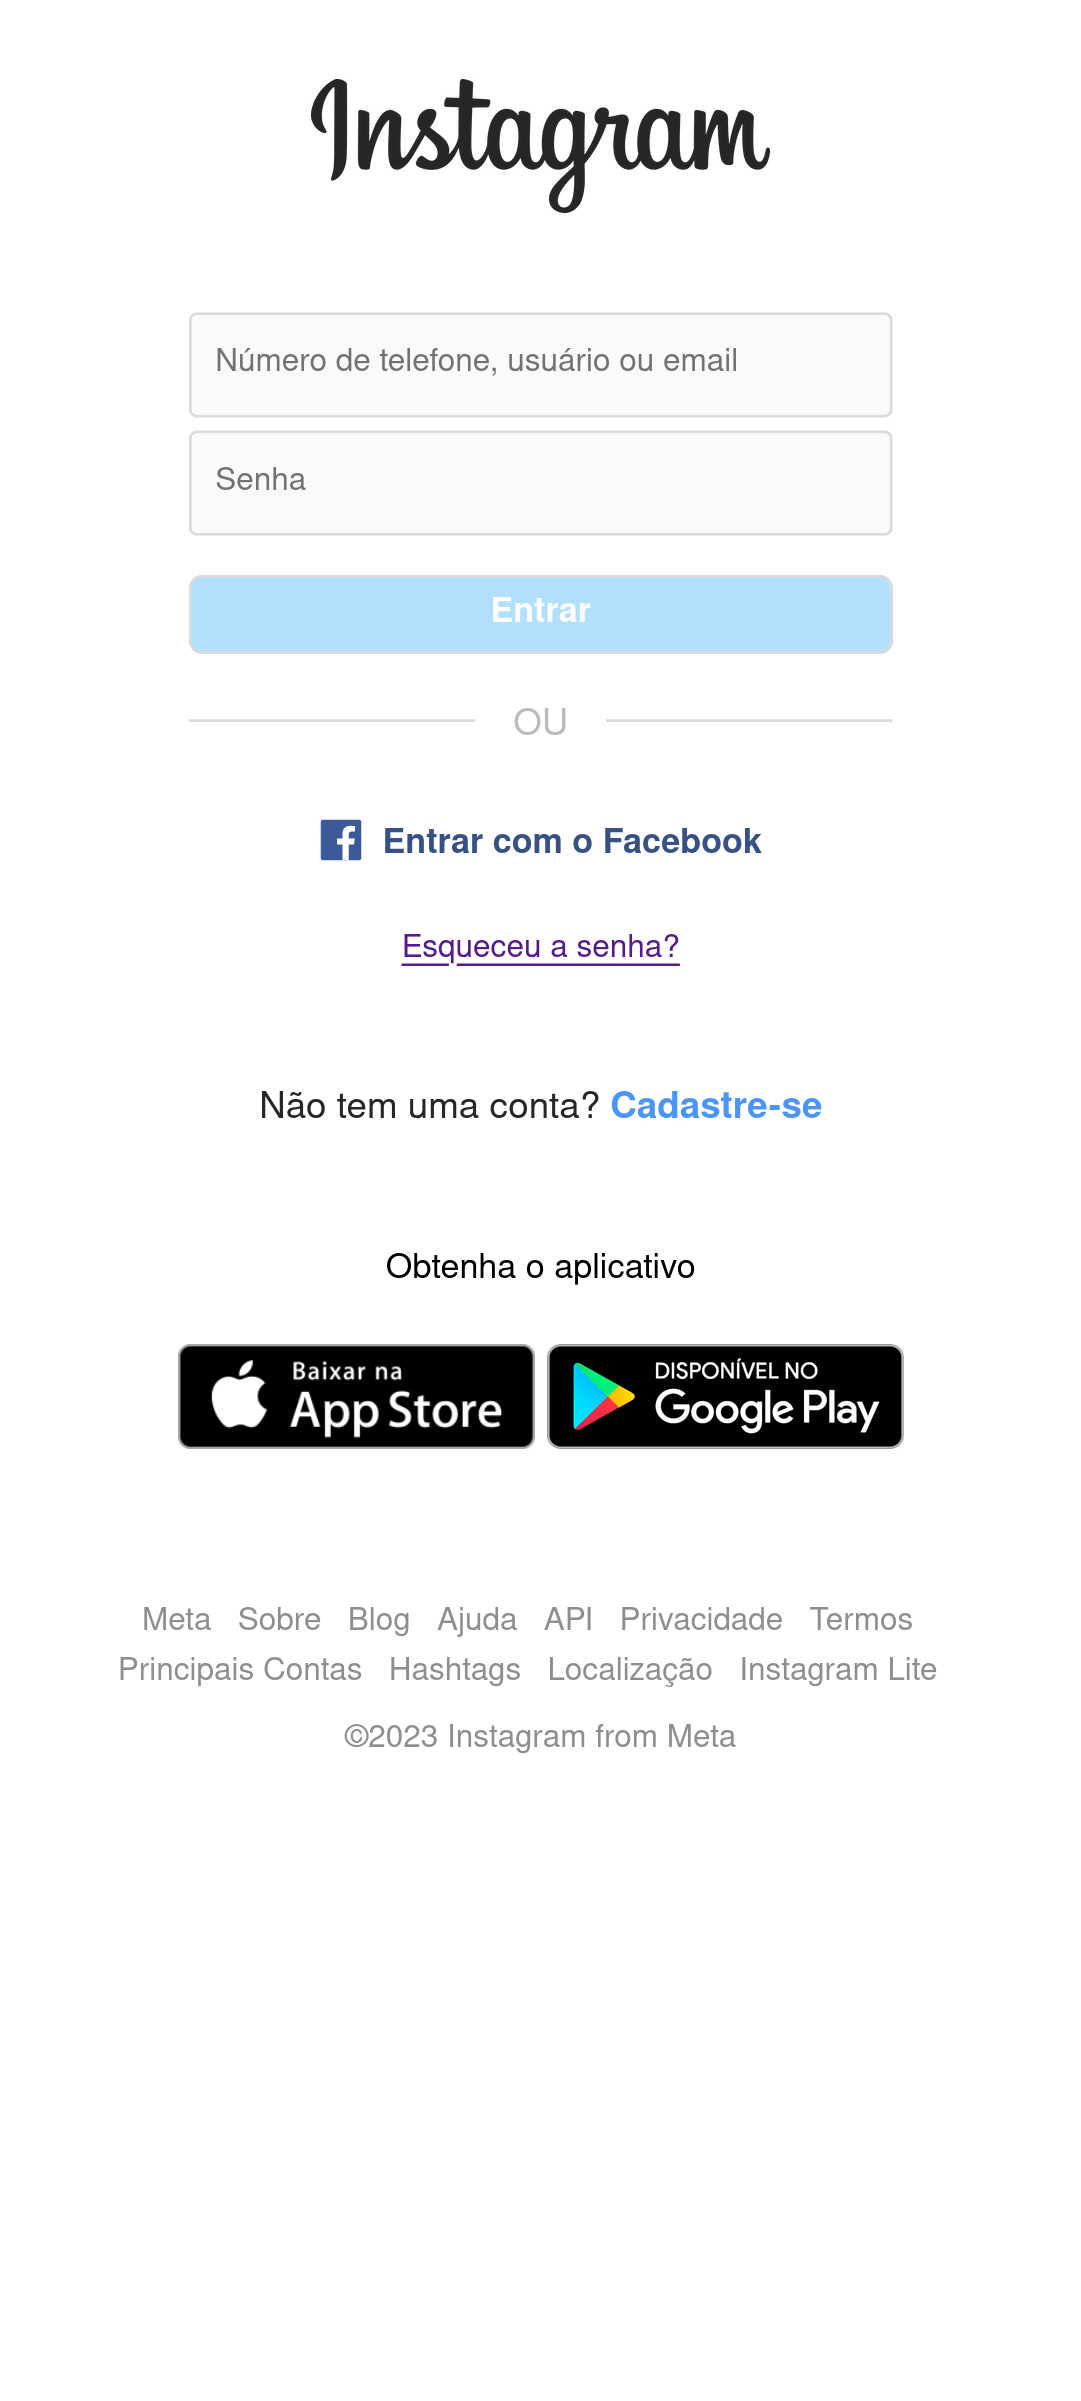 Instagram
Número de telefone, usuário ou email
Senha
Entrar
OU
Entrar com o Facebook
Esqueceu a senha?
Não tem uma conta? Cadastre-se
Obtenha o aplicativo
Baixar na
App Store
DISPONÍVEL NO
Google Play
Meta Sobre Blog Ajuda API Privacidade Termos
Principais Contas Hashtags Localização Instagram Lite
©2023 Instagram from Meta